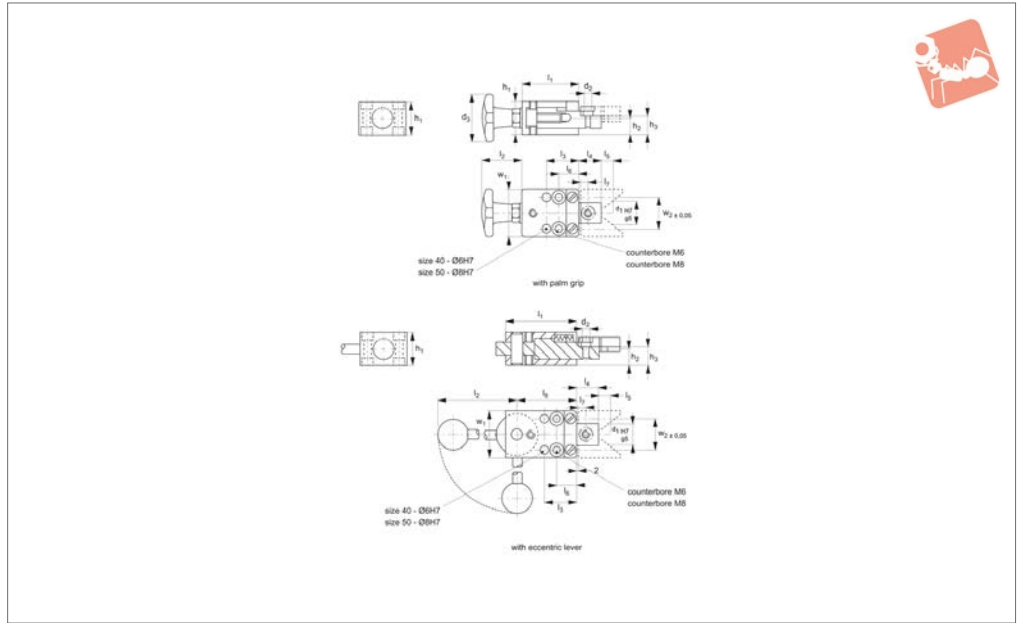 l1
h1
d2
d3
h1
h2
h3
l2
l3
l4
l5
l6
w1
l7
d1 H7
g6
w2 ± 0,05
size 40 - Ø6H7
size 50 - Ø8H7
counterbore M6
counterbore M8
with palm grip
l1
d2
h1
h2
h3
l4
l2
l8
l7
l5
w1
d1 H7
g6
w2 ± 0,05
2
l6
l3
counterbore M6
counterbore M8
size 40 - Ø6H7
size 50 - Ø8H7
with eccentric lever